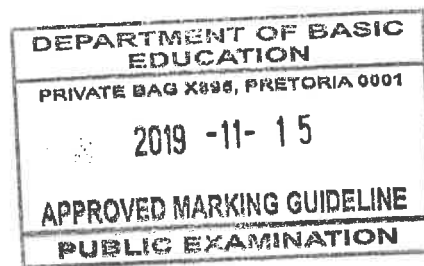 DEPARTMENT OF BASIC
EDUCATION
PRIVATE BAG X895, PRETORIA 0001
2019 -11- 15
APPROVED MARKING GUIDELINE
PUBLIC EXAMINATION